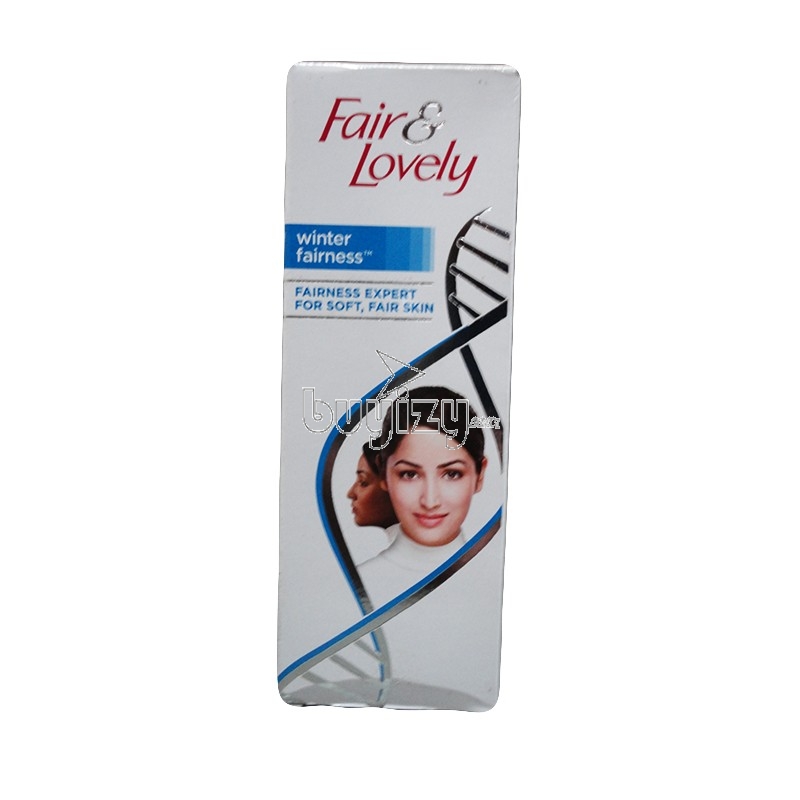 Fair &
Lovely
winter
fairness™
FAIRNESS EXPERT
FOR SOFT, FAIR SKIN
buyizy.com